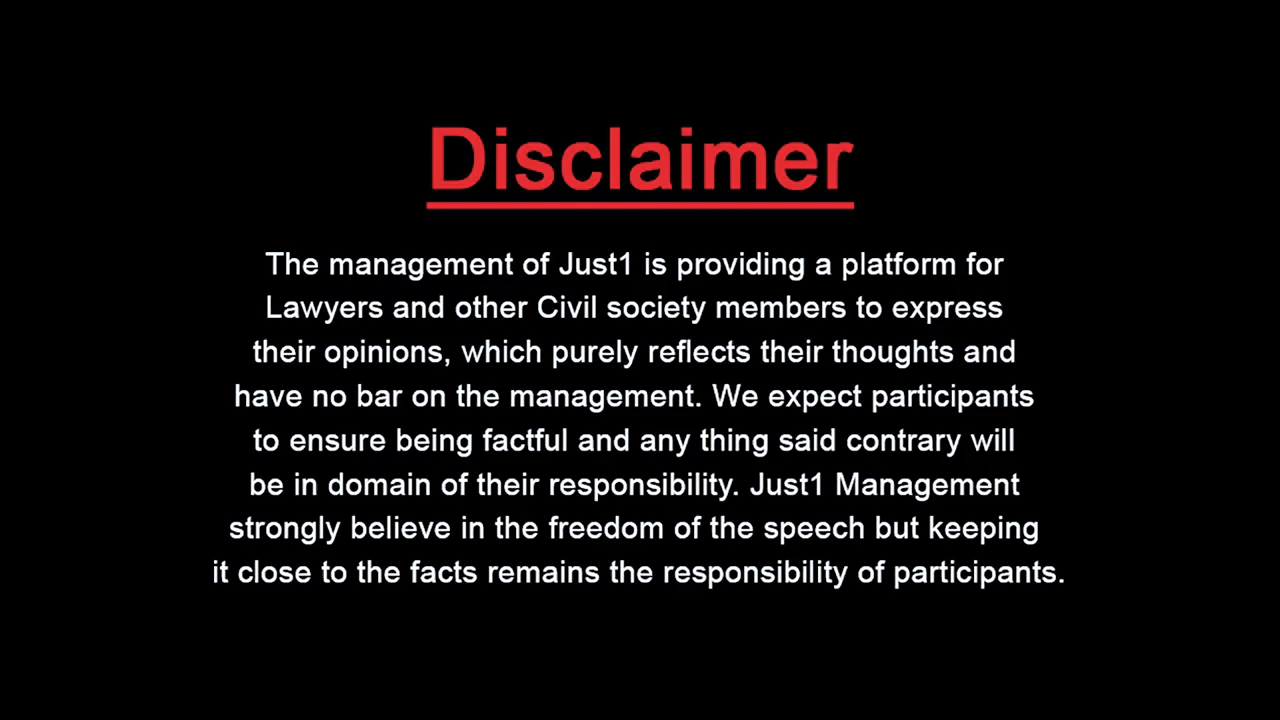 Disclaimer
The management of Just1 is providing a platform for
Lawyers and other Civil society members to express
their opinions, which purely reflects their thoughts and
have no bar on the management. We expect participants
to ensure being factful and any thing said contrary will
be in domain of their responsibility. Just1 Management
strongly believe in the freedom of the speech but keeping
it close to the facts remains the responsibility of participants.